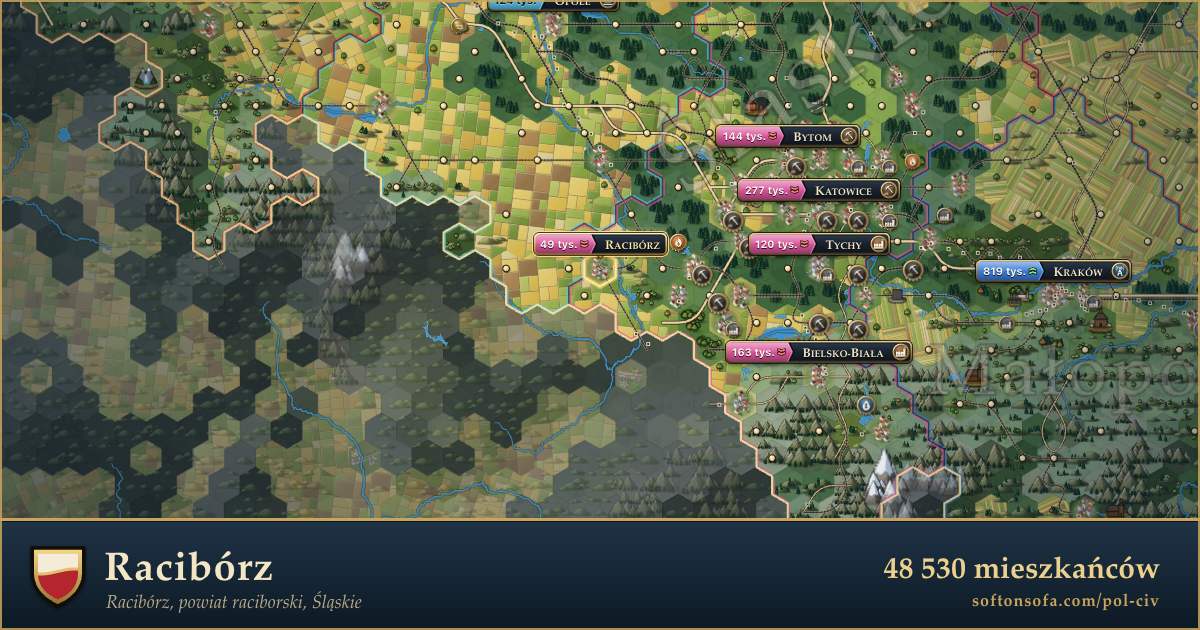 OPOLE
144 tys. BYTOM
277 tys. KATOWICE
49 tys. RACIBÓRZ
120 tys. TYCHY
819 tys. KRAKÓW
163 tys. BIELSKO-BIAŁA
Racibórz
Racibórz, powiat raciborski, Śląskie
48 530 mieszkańców
softonsofa.com/pol-civ